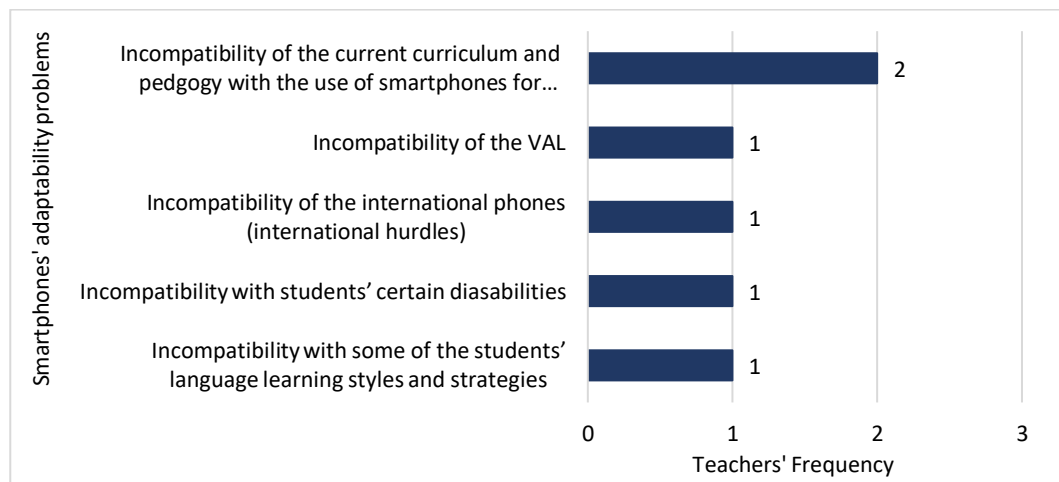 Smartphones' adaptability problems
Incompatibility of the current curriculum and
pedgogy with the use of smartphones for...
2
Incompatibility of the VAL
1
Incompatibility of the international phones
(international hurdles)
1
Incompatibility with students’ certain diasabilities
1
Incompatibility with some of the students’
language learning styles and strategies
1
0 1 2 3
Teachers' Frequency